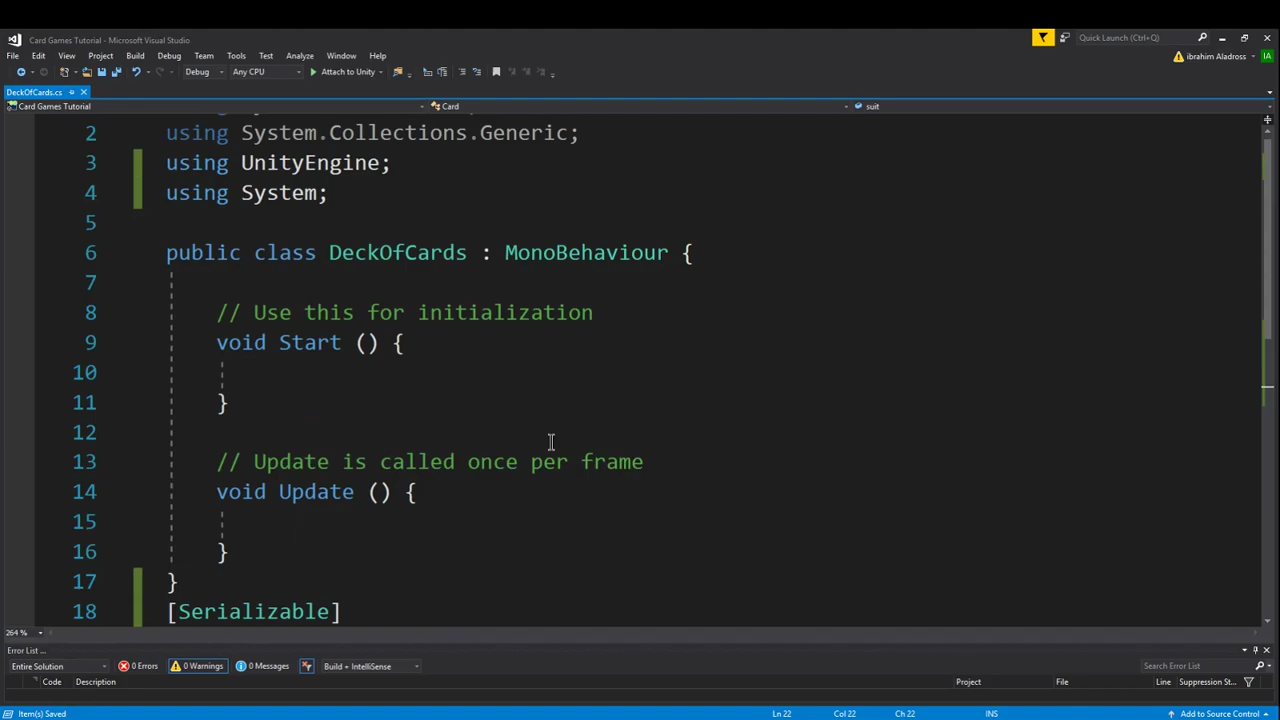 Card Games Tutorial - Microsoft Visual Studio
Quick Launch (Ctrl+Q)
File Edit View Project Build Debug Team Tools Test Analyze Window Help
ibrahim Aladross IA
Debug Any CPU Attach to Unity
DeckOfCards.cs
Card Games Tutorial Card suit
2 using System.Collections.Generic;
3 using UnityEngine;
4 using System;
5
6 public class DeckOfCards : MonoBehaviour {
7
8 // Use this for initialization
9 void Start () {
10
11 }
12
13 // Update is called once per frame
14 void Update () {
15
16 }
17 }
18 [Serializable]
264 %
Error List ...
Entire Solution 0 Errors 0 Warnings 0 Messages Build + IntelliSense Search Error List
Code Description Project File Line Suppression St...
Item(s) Saved Ln 22 Col 22 Ch 22 INS Add to Source Control